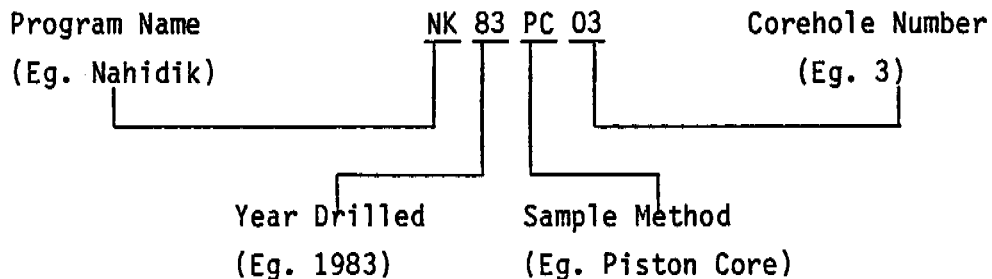 Program Name NK 83 PC 03 Corehole Number
(Eg. Nahidik) (Eg. 3)
Year Drilled Sample Method
(Eg. 1983) (Eg. Piston Core)